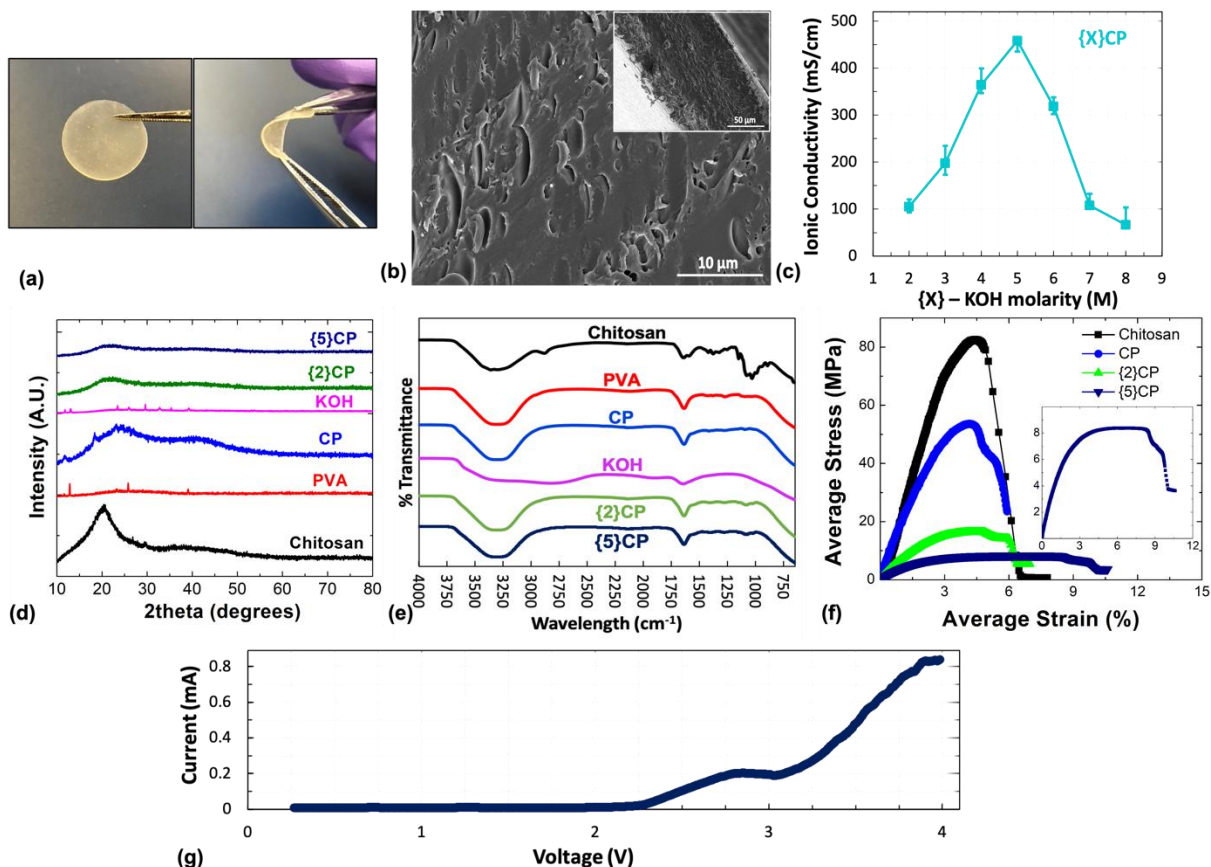 (a)
10 μm
50 μm
(b)
{X}CP
Ionic Conductivity (mS/cm)
500
400
300
200
100
0
1 2 3 4 5 6 7 8 9
{X} – KOH molarity (M)
(c)
{5}CP
{2}CP
KOH
CP
PVA
Chitosan
Intensity (A.U.)
10 20 30 40 50 60 70 80
2theta (degrees)
(d)
Chitosan
PVA
CP
KOH
{2}CP
{5}CP
% Transmittance
4000 3750 3500 3250 3000 2750 2500 2250 2000 1750 1500 1250 1000 750
Wavelength (cm⁻¹)
(e)
Chitosan
CP
{2}CP
{5}CP
Average Stress (MPa)
80
60
40
20
0
3 6 9 12 15
Average Strain (%)
8
6
4
2
0 1 3 4 6 7 9 10 12
(f)
Current (mA)
0.8
0.6
0.4
0.2
0
0 1 2 3 4
Voltage (V)
(g)